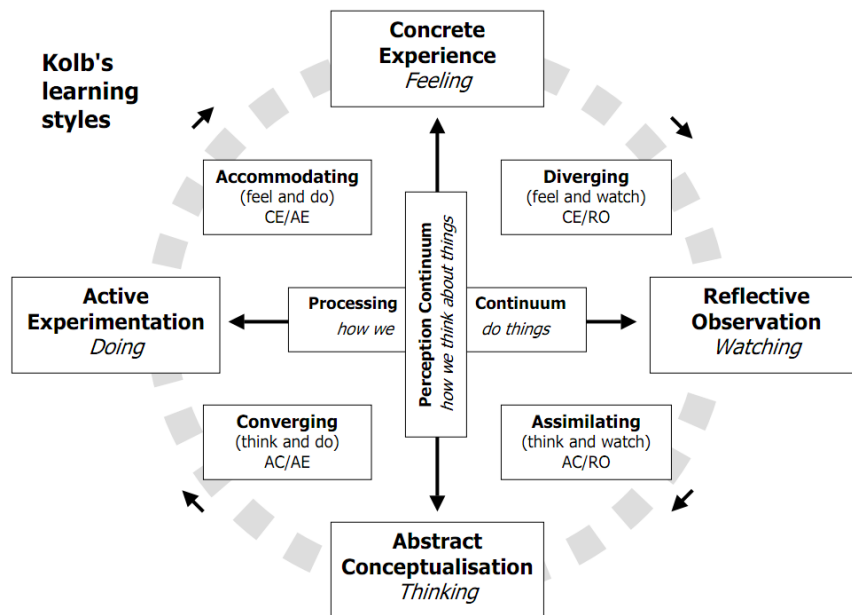 Kolb's
learning
styles
Concrete
Experience
Feeling
Accommodating
(feel and do)
CE/AE
Diverging
(feel and watch)
CE/RO
Active
Experimentation
Doing
Processing
how we
Perception Continuum
how we think about things
Continuum
do things
Reflective
Observation
Watching
Converging
(think and do)
AC/AE
Assimilating
(think and watch)
AC/RO
Abstract
Conceptualisation
Thinking